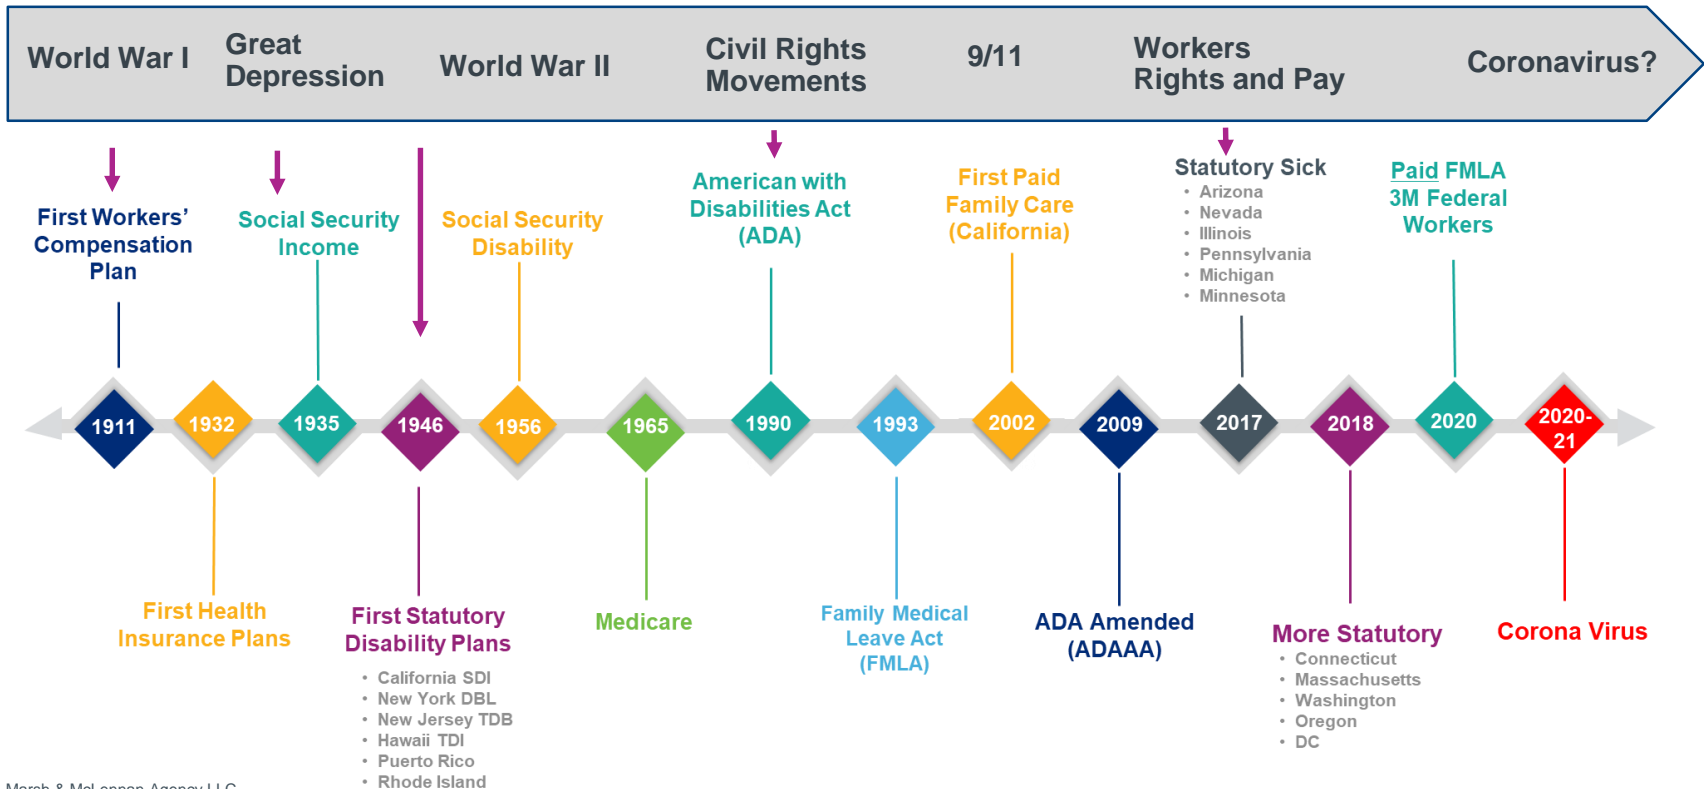 World War I
Great
Depression
World War II
Civil Rights
Movements
9/11
Workers
Rights and Pay
Coronavirus?
First Workers’
Compensation
Plan
Social Security
Income
Social Security
Disability
American with
Disabilities Act
(ADA)
First Paid
Family Care
(California)
Statutory Sick
• Arizona
• Nevada
• Illinois
• Pennsylvania
• Michigan
• Minnesota
Paid FMLA
3M Federal
Workers
1911
1932
1935
1946
1956
1965
1990
1993
2002
2009
2017
2018
2020
2020-
21
First Health
Insurance Plans
First Statutory
Disability Plans
• California SDI
• New York DBL
• New Jersey TDB
• Hawaii TDI
• Puerto Rico
• Rhode Island
Medicare
Family Medical
Leave Act
(FMLA)
ADA Amended
(ADAAA)
More Statutory
• Connecticut
• Massachusetts
• Washington
• Oregon
• DC
Corona Virus
Marsh & McLennan Agency LLC